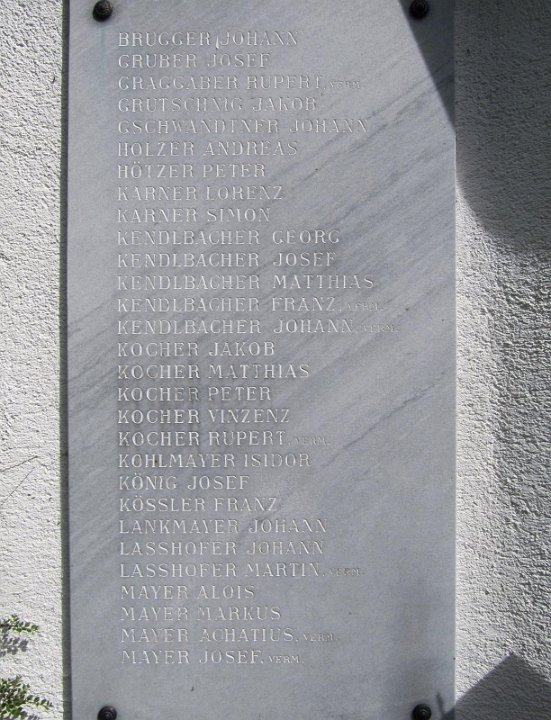 BRUGGER JOHANN
GRUBER JOSEF
GRAGGABER RUPERT, VERM.
GRUTSCHNIG JAKOB
GSCHWANDTNER JOHANN
HOLZER ANDREAS
HÖTZER PETER
KARNER LORENZ
KARNER SIMON
KENDLBACHER GEORG
KENDLBACHER JOSEF
KENDLBACHER MATTHIAS
KENDLBACHER FRANZ, VERM.
KENDLBACHER JOHANN, VERM.
KOCHER JAKOB
KOCHER MATTHIAS
KOCHER PETER
KOCHER VINZENZ
KOCHER RUPERT, VERM.
KOHLMAYER ISIDOR
KÖNIG JOSEF
KÖSSLER FRANZ
LANKMAYER JOHANN
LASSHOFER JOHANN
LASSHOFER MARTIN, VERM.
MAYER ALOIS
MAYER MARKUS
MAYER ACHATIUS, VERM.
MAYER JOSEF, VERM.